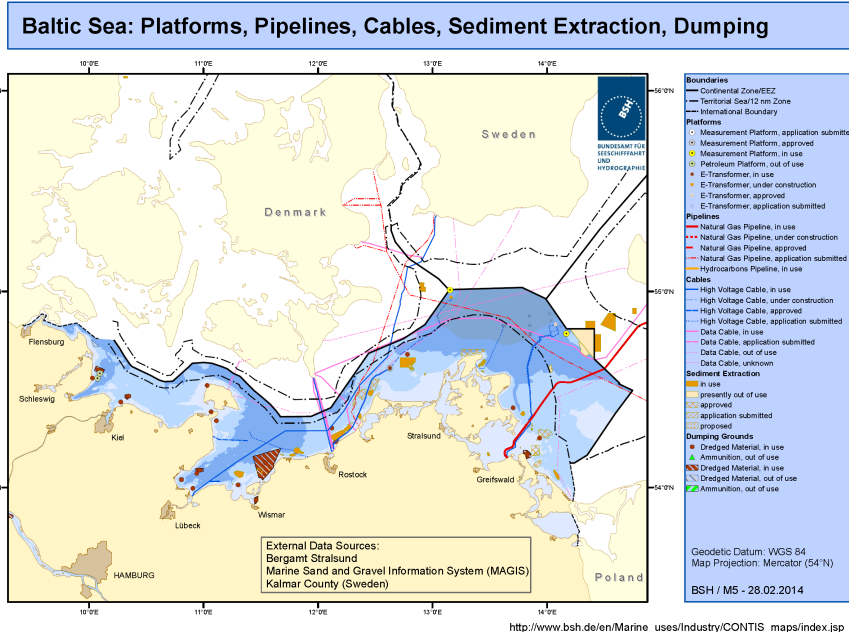 Baltic Sea: Platforms, Pipelines, Cables, Sediment Extraction, Dumping
10°0'E 11°0'E 12°0'E 13°0'E 14°0'E
56°0'N
55°0'N
54°0'N
BSH
BUNDESAMT FÜR
SEESCHIFFFAHRT
UND
HYDROGRAPHIE
Sweden
Denmark
Flensburg
Schleswig
Kiel
Lübeck
Wismar
Rostock
Stralsund
Greifswald
HAMBURG
Poland
External Data Sources:
Bergamt Stralsund
Marine Sand and Gravel Information System (MAGIS)
Kalmar County (Sweden)
10°0'E 11°0'E 12°0'E 13°0'E 14°0'E
Boundaries
Continental Zone/EEZ
Territorial Sea/12 nm Zone
International Boundary
Platforms
Measurement Platform, application submitte
Measurement Platform, approved
Measurement Platform, in use
Petroleum Platform, out of use
E-Transformer, in use
E-Transformer, under construction
E-Transformer, approved
E-Transformer, application submitted
Pipelines
Natural Gas Pipeline, in use
Natural Gas Pipeline, under construction
Natural Gas Pipeline, approved
Natural Gas Pipeline, application submitted
Hydrocarbons Pipeline, in use
Cables
High Voltage Cable, in use
High Voltage Cable, under construction
High Voltage Cable, approved
High Voltage Cable, application submitted
Data Cable, in use
Data Cable, application submitted
Data Cable, out of use
Data Cable, unknown
Sediment Extraction
in use
presently out of use
approved
application submitted
proposed
Dumping Grounds
Dredged Material, in use
Ammunition, out of use
Dredged Material, in use
Dredged Material, out of use
Ammunition, out of use
Geodetic Datum: WGS 84
Map Projection: Mercator (54°N)
BSH / M5 - 28.02.2014
http://www.bsh.de/en/Marine_uses/Industry/CONTIS_maps/index.jsp